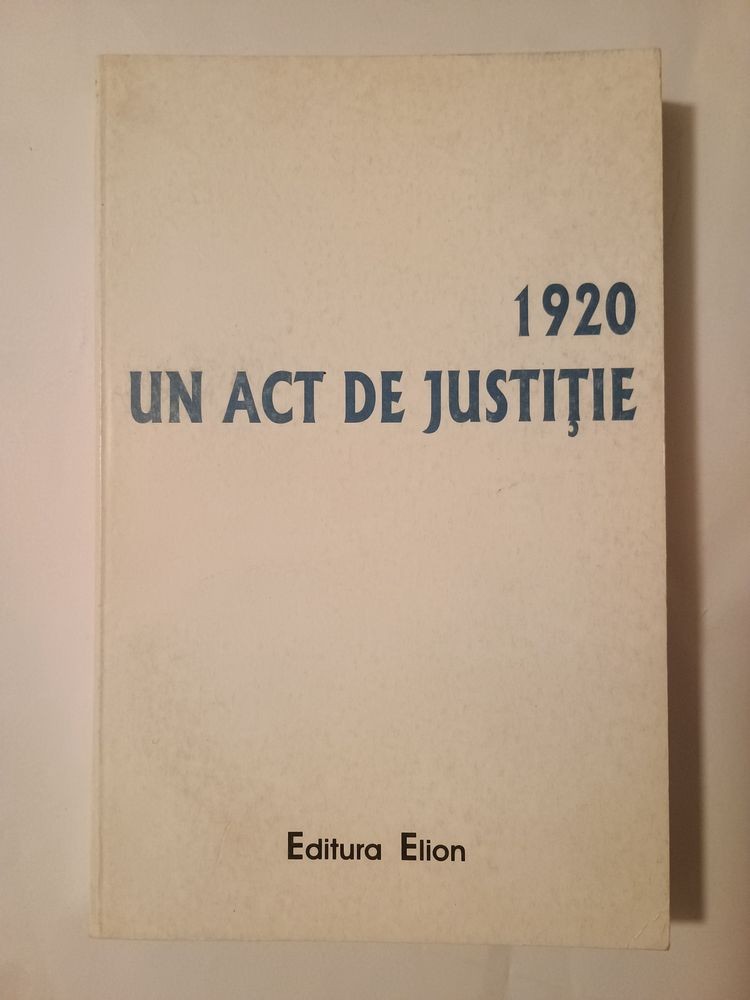 1920
UN ACT DE JUSTIŢIE
Editura Elion